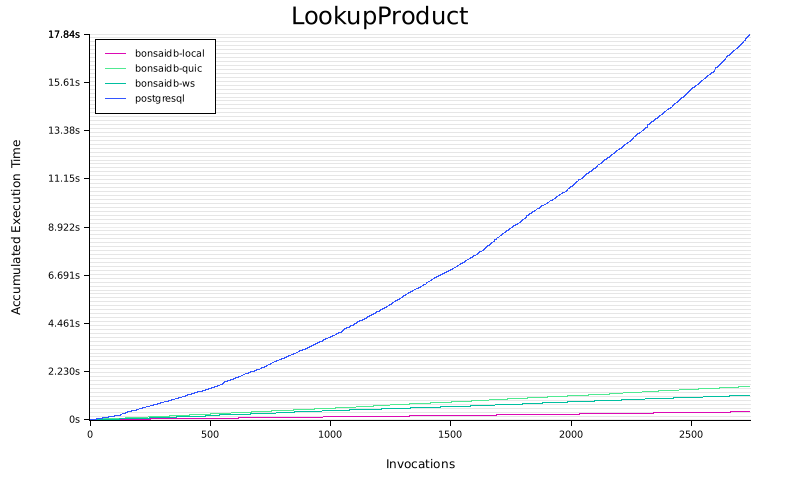 LookupProduct
17.84s
15.61s
13.38s
11.15s
8.922s
6.691s
4.461s
2.230s
0s
Accumulated Execution Time
bonsaidb-local
bonsaidb-quic
bonsaidb-ws
postgresql
0 500 1000 1500 2000 2500
Invocations